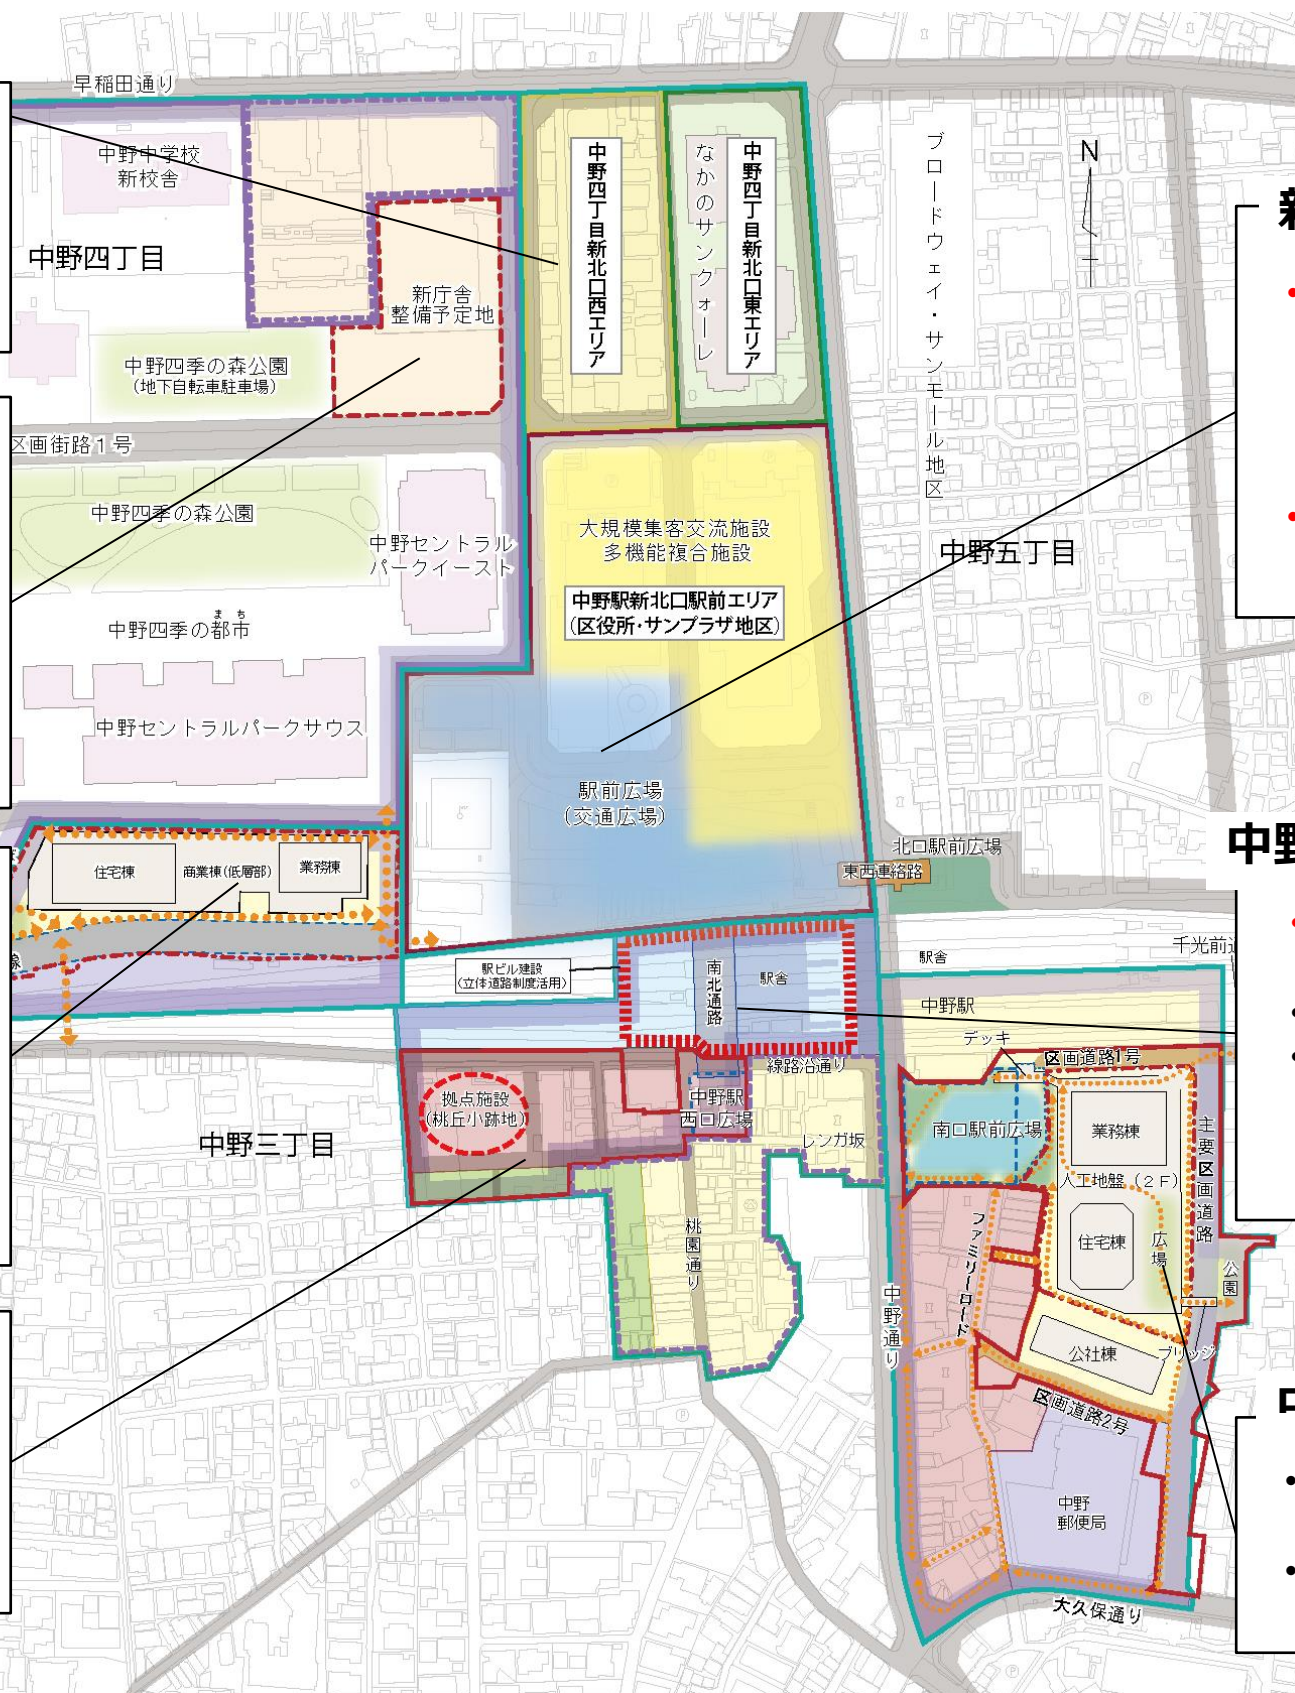 早稲田通り
中野中学校
新校舎
中野四丁目
新庁舎
整備予定地
中野四季の森公園
(地下自転車駐車場)
中野四丁目新北口西エリア
なかのサンクォーレ
中野四丁目新北口東エリア
ブロードウェイ・サンモール地区
N
区画街路1号
中野四季の森公園
中野セントラル
パークイースト
大規模集客交流施設
多機能複合施設
中野駅新北口駅前エリア
(区役所・サンプラザ地区)
中野五丁目
まち
中野四季の都市
中野セントラルパークサウス
駅前広場
(交通広場)
住宅棟
商業棟(低層部)
業務棟
北口駅前広場
東西連絡路
中野
駅ビル建設
(立体道路制度活用)
南北通路
駅舎
駅舎
千光前通
中野駅
デッキ
区画道路1号
線路沿通り
拠点施設
(桃丘小跡地)
中野駅
西口広場
レンガ坂
中野三丁目
南口駅前広場
業務棟
人工地盤(2F)
主要区画道路
桃園通り
ファミリーロード
住宅棟
広場
公園
中野通り
公社棟
ブリッジ
区画道路2号
中野
郵便局
大久保通り